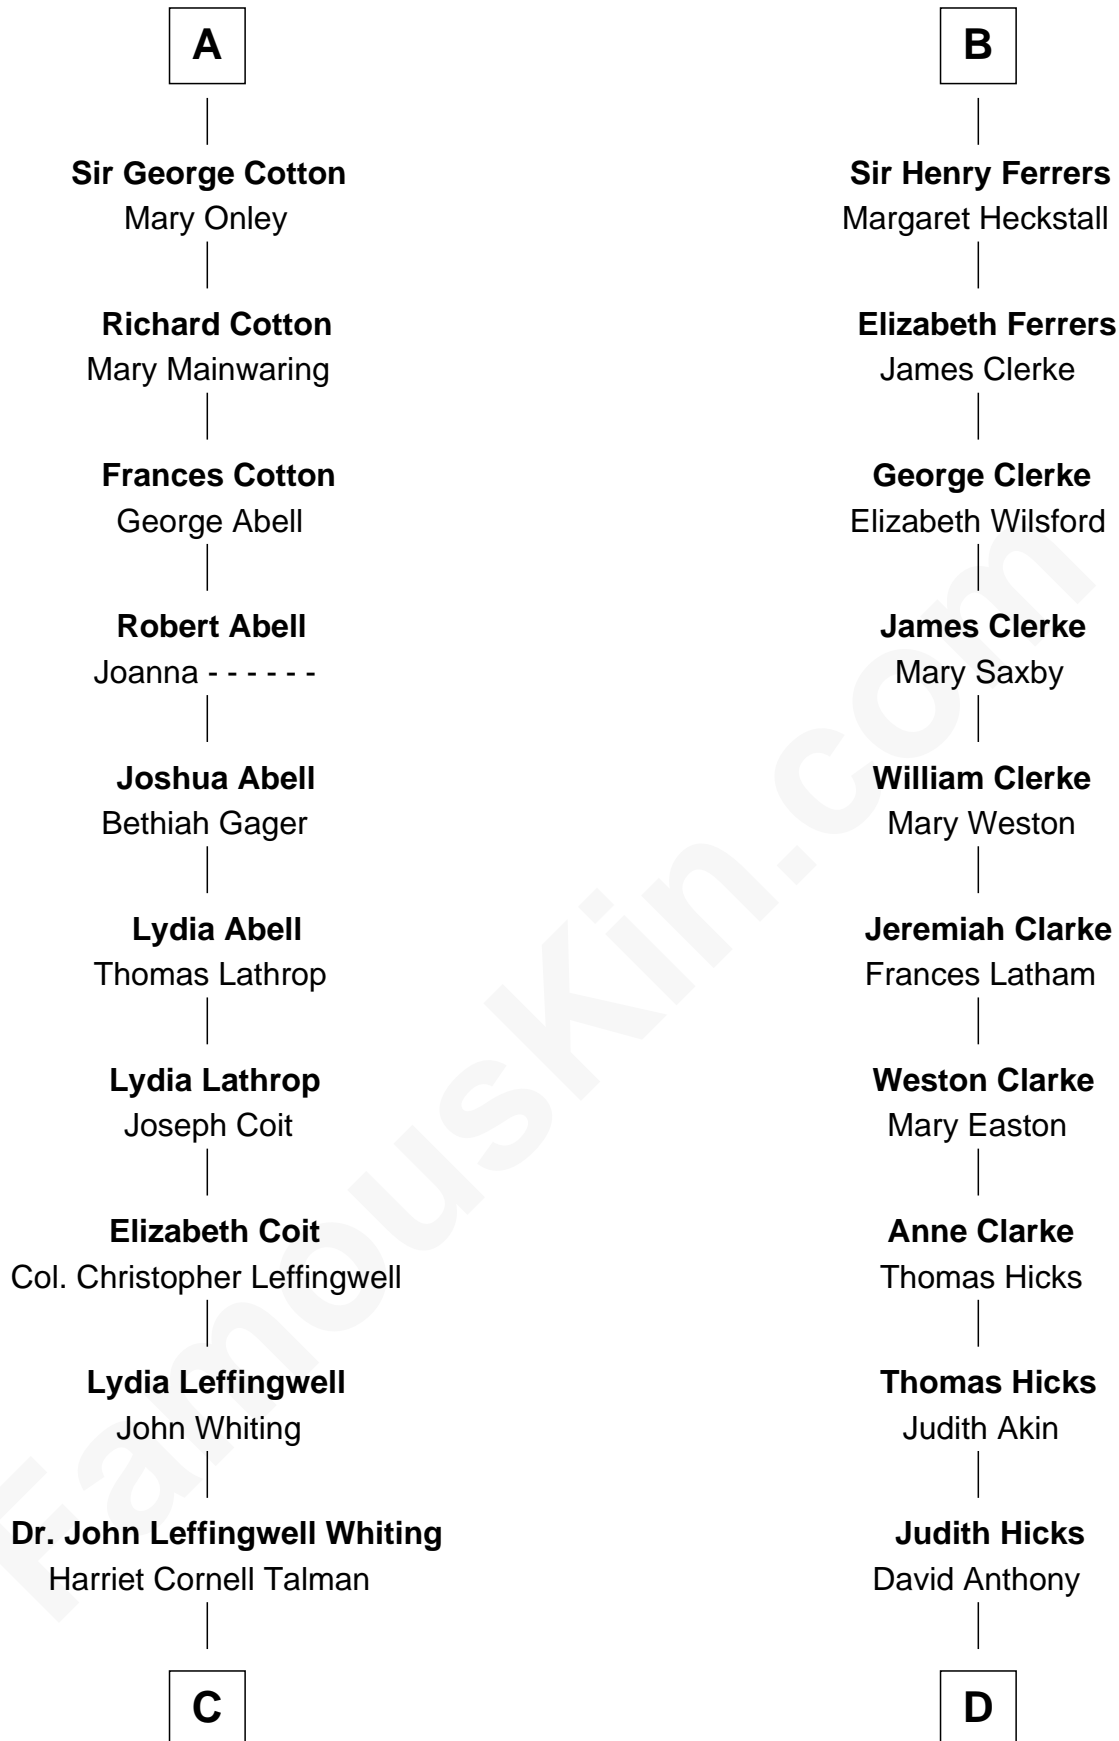 A
Sir George Cotton
Mary Onley
Richard Cotton
Mary Mainwaring
Frances Cotton
George Abell
Robert Abell
Joanna - - - - - -
Joshua Abell
Bethiah Gager
Lydia Abell
Thomas Lathrop
Lydia Lathrop
Joseph Coit
Elizabeth Coit
Col. Christopher Leffingwell
Lydia Leffingwell
John Whiting
Dr. John Leffingwell Whiting
Harriet Cornell Talman
C
B
Sir Henry Ferrers
Margaret Heckstall
Elizabeth Ferrers
James Clerke
George Clerke
Elizabeth Wilsford
James Clerke
Mary Saxby
William Clerke
Mary Weston
Jeremiah Clarke
Frances Latham
Weston Clarke
Mary Easton
Anne Clarke
Thomas Hicks
Thomas Hicks
Judith Akin
Judith Hicks
David Anthony
D
FamousKin.com